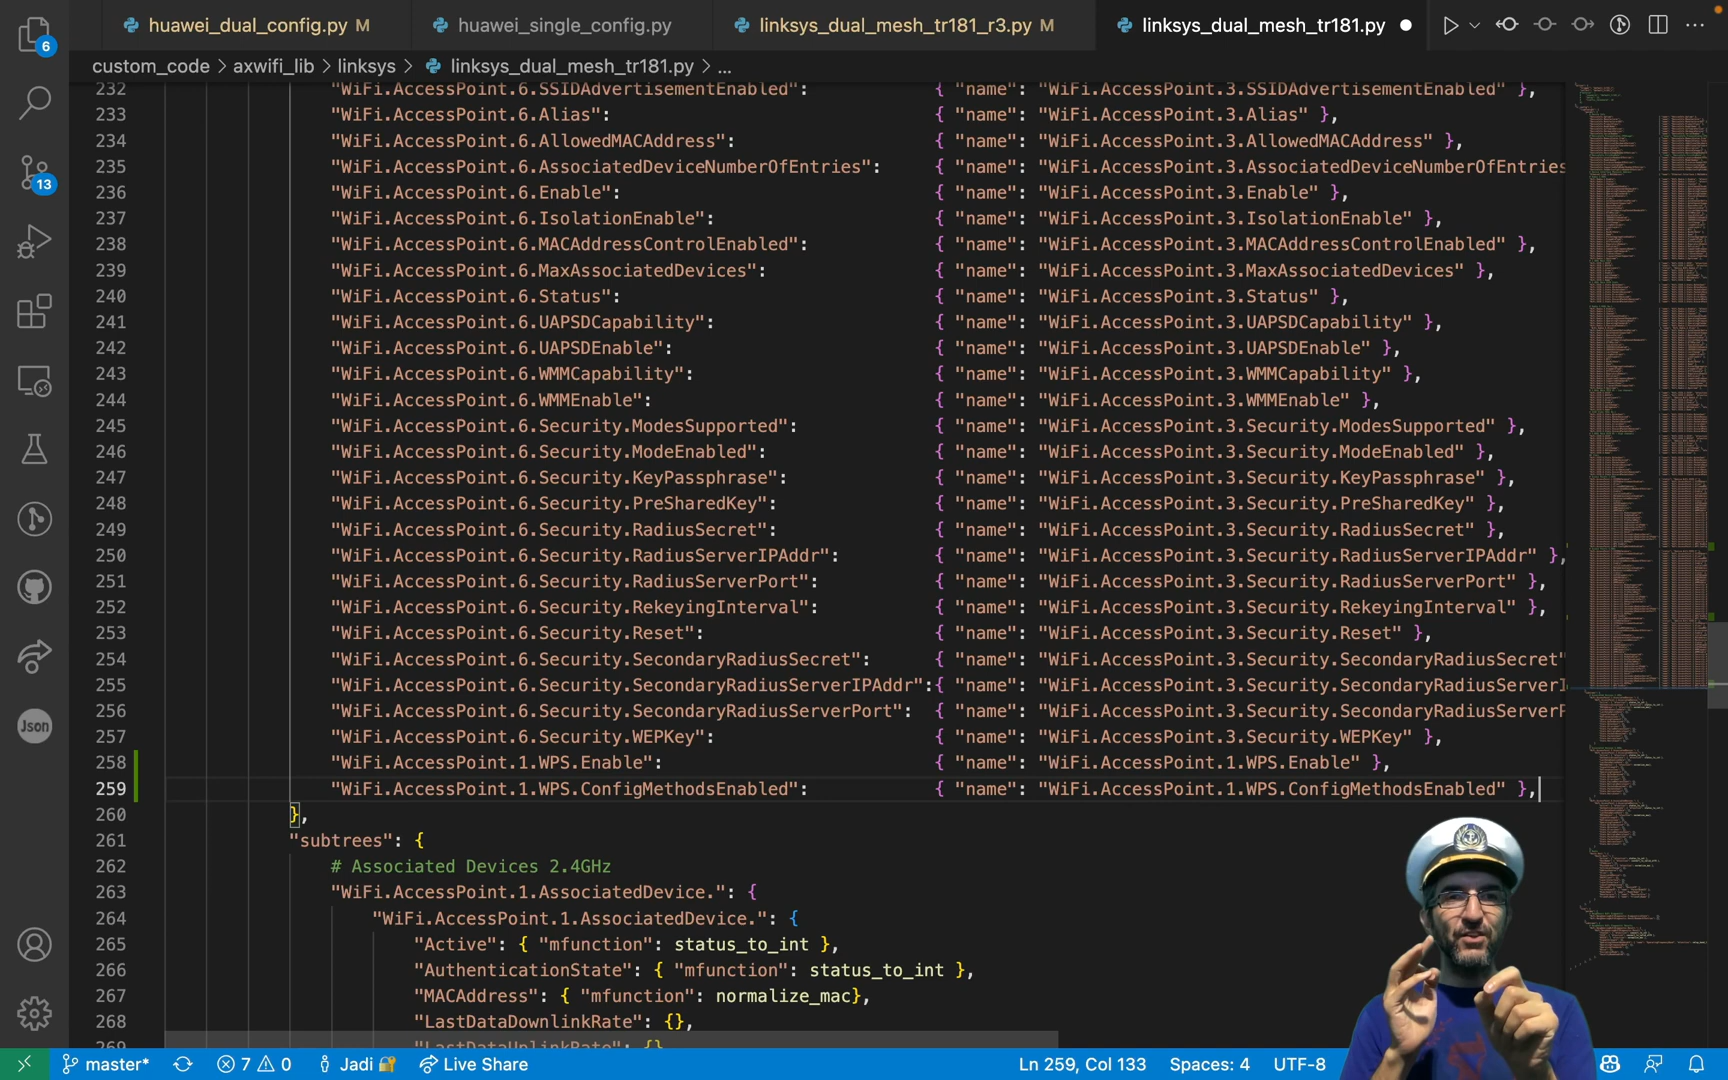 huawei_dual_config.py M
huawei_single_config.py
linksys_dual_mesh_tr181_r3.py M
linksys_dual_mesh_tr181.py ●
6
13
Json
custom_code > axwifi_lib > linksys > linksys_dual_mesh_tr181.py > ...
232 "WiFi.AccessPoint.6.SSIDAdvertisementEnabled": { "name": "WiFi.AccessPoint.3.SSIDAdvertisementEnabled" },
233 "WiFi.AccessPoint.6.Alias": { "name": "WiFi.AccessPoint.3.Alias" },
234 "WiFi.AccessPoint.6.AllowedMACAddress": { "name": "WiFi.AccessPoint.3.AllowedMACAddress" },
235 "WiFi.AccessPoint.6.AssociatedDeviceNumberOfEntries": { "name": "WiFi.AccessPoint.3.AssociatedDeviceNumberOfEntries
236 "WiFi.AccessPoint.6.Enable": { "name": "WiFi.AccessPoint.3.Enable" },
237 "WiFi.AccessPoint.6.IsolationEnable": { "name": "WiFi.AccessPoint.3.IsolationEnable" },
238 "WiFi.AccessPoint.6.MACAddressControlEnabled": { "name": "WiFi.AccessPoint.3.MACAddressControlEnabled" },
239 "WiFi.AccessPoint.6.MaxAssociatedDevices": { "name": "WiFi.AccessPoint.3.MaxAssociatedDevices" },
240 "WiFi.AccessPoint.6.Status": { "name": "WiFi.AccessPoint.3.Status" },
241 "WiFi.AccessPoint.6.UAPSDCapability": { "name": "WiFi.AccessPoint.3.UAPSDCapability" },
242 "WiFi.AccessPoint.6.UAPSDEnable": { "name": "WiFi.AccessPoint.3.UAPSDEnable" },
243 "WiFi.AccessPoint.6.WMMCapability": { "name": "WiFi.AccessPoint.3.WMMCapability" },
244 "WiFi.AccessPoint.6.WMMEnable": { "name": "WiFi.AccessPoint.3.WMMEnable" },
245 "WiFi.AccessPoint.6.Security.ModesSupported": { "name": "WiFi.AccessPoint.3.Security.ModesSupported" },
246 "WiFi.AccessPoint.6.Security.ModeEnabled": { "name": "WiFi.AccessPoint.3.Security.ModeEnabled" },
247 "WiFi.AccessPoint.6.Security.KeyPassphrase": { "name": "WiFi.AccessPoint.3.Security.KeyPassphrase" },
248 "WiFi.AccessPoint.6.Security.PreSharedKey": { "name": "WiFi.AccessPoint.3.Security.PreSharedKey" },
249 "WiFi.AccessPoint.6.Security.RadiusSecret": { "name": "WiFi.AccessPoint.3.Security.RadiusSecret" },
250 "WiFi.AccessPoint.6.Security.RadiusServerIPAddr": { "name": "WiFi.AccessPoint.3.Security.RadiusServerIPAddr" },
251 "WiFi.AccessPoint.6.Security.RadiusServerPort": { "name": "WiFi.AccessPoint.3.Security.RadiusServerPort" },
252 "WiFi.AccessPoint.6.Security.RekeyingInterval": { "name": "WiFi.AccessPoint.3.Security.RekeyingInterval" },
253 "WiFi.AccessPoint.6.Security.Reset": { "name": "WiFi.AccessPoint.3.Security.Reset" },
254 "WiFi.AccessPoint.6.Security.SecondaryRadiusSecret": { "name": "WiFi.AccessPoint.3.Security.SecondaryRadiusSecret"
255 "WiFi.AccessPoint.6.Security.SecondaryRadiusServerIPAddr":{ "name": "WiFi.AccessPoint.3.Security.SecondaryRadiusServerI
256 "WiFi.AccessPoint.6.Security.SecondaryRadiusServerPort": { "name": "WiFi.AccessPoint.3.Security.SecondaryRadiusServerP
257 "WiFi.AccessPoint.6.Security.WEPKey": { "name": "WiFi.AccessPoint.3.Security.WEPKey" },
258 "WiFi.AccessPoint.1.WPS.Enable": { "name": "WiFi.AccessPoint.1.WPS.Enable" },
259 "WiFi.AccessPoint.1.WPS.ConfigMethodsEnabled": { "name": "WiFi.AccessPoint.1.WPS.ConfigMethodsEnabled" },
260 },
261 "subtrees": {
262 # Associated Devices 2.4GHz
263 "WiFi.AccessPoint.1.AssociatedDevice.": {
264 "WiFi.AccessPoint.1.AssociatedDevice.": {
265 "Active": { "mfunction": status_to_int },
266 "AuthenticationState": { "mfunction": status_to_int },
267 "MACAddress": { "mfunction": normalize_mac},
268 "LastDataDownlinkRate": {},
269 "LastDataUplinkRate": {}
master* 7 0 Jadi Live Share Ln 259, Col 133 Spaces: 4 UTF-8